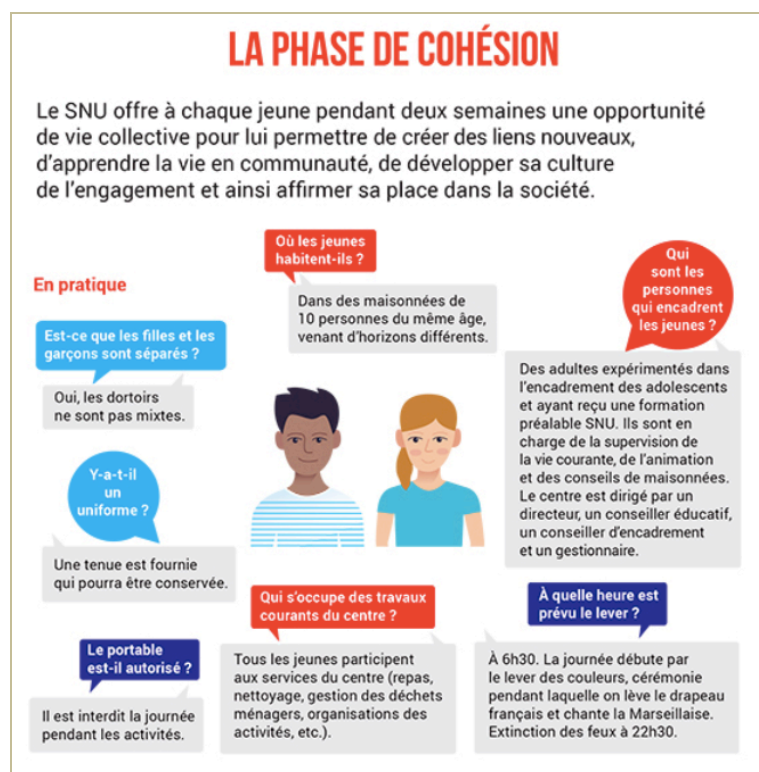 LA PHASE DE COHÉSION
Le SNU offre à chaque jeune pendant deux semaines une opportunité
de vie collective pour lui permettre de créer des liens nouveaux,
d'apprendre la vie en communauté, de développer sa culture
de l'engagement et ainsi affirmer sa place dans la société.
En pratique
Où les jeunes
habitent-ils ?
Dans des maisonnées de
10 personnes du même âge,
venant d'horizons différents.
Qui
sont les
personnes
qui encadrent
les jeunes ?
Des adultes expérimentés dans
l'encadrement des adolescents
et ayant reçu une formation
préalable SNU. Ils sont en
charge de la supervision de
la vie courante, de l'animation
et des conseils de maisonnées.
Le centre est dirigé par un
directeur, un conseiller éducatif,
un conseiller d'encadrement
et un gestionnaire.
Est-ce que les filles et les
garçons sont séparés ?
Oui, les dortoirs
ne sont pas mixtes.
Y-a-t-il
un
uniforme ?
Une tenue est fournie
qui pourra être conservée.
Le portable
est-il autorisé ?
Il est interdit la journée
pendant les activités.
Qui s'occupe des travaux
courants du centre ?
Tous les jeunes participent
aux services du centre (repas,
nettoyage, gestion des déchets
ménagers, organisations des
activités, etc.).
À quelle heure est
prévu le lever ?
À 6h30. La journée débute par
le lever des couleurs, cérémonie
pendant laquelle on lève le drapeau
français et chante la Marseillaise.
Extinction des feux à 22h30.